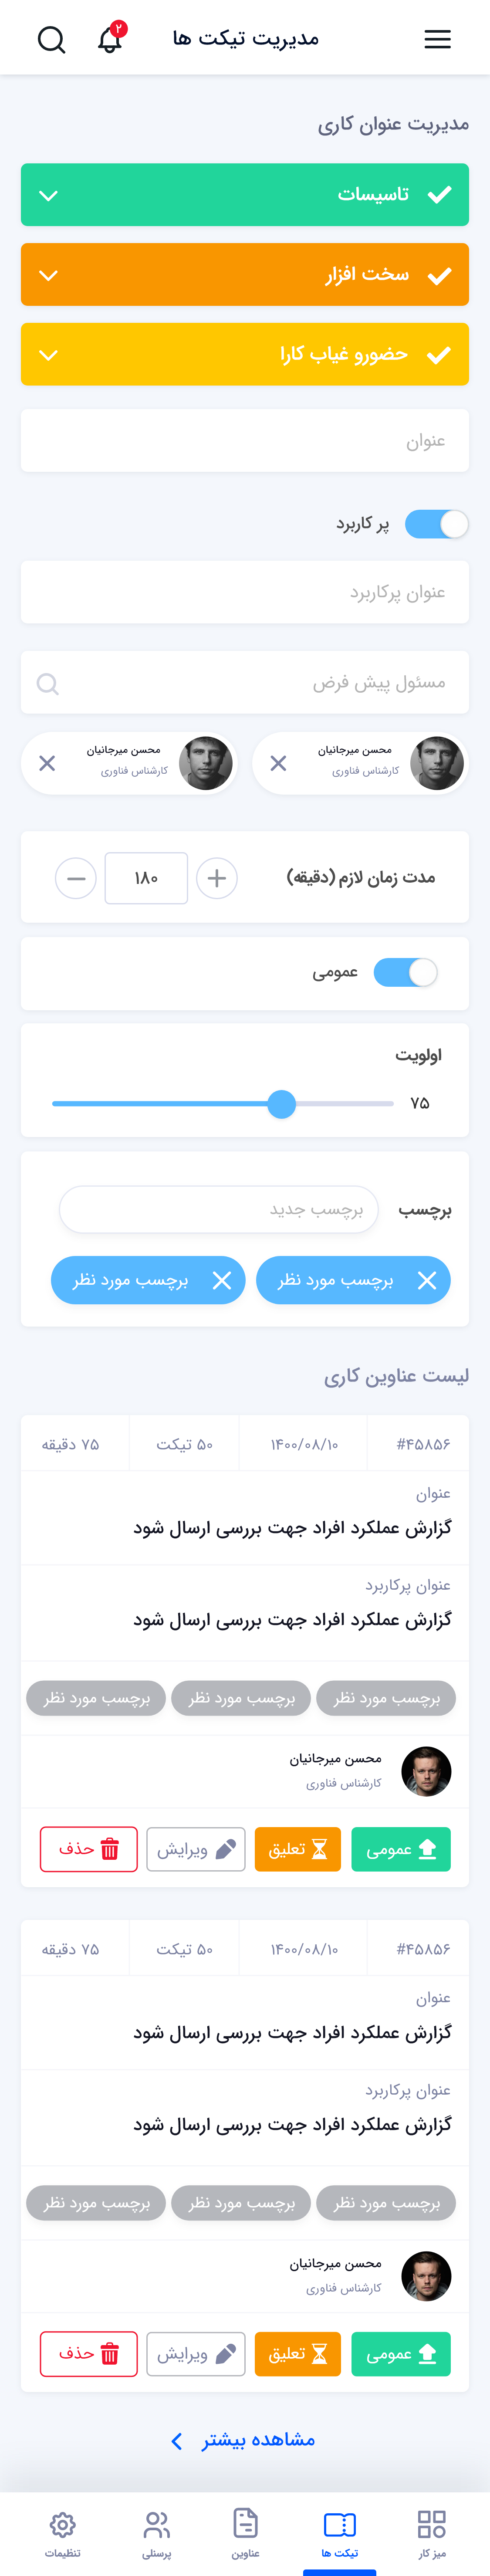 مدیریت تیکت ها
۲
مدیریت عنوان کاری
تاسیسات
سخت افزار
حضورو غیاب کارا
عنوان
پر کاربرد
عنوان پرکاربرد
مسئول پیش فرض
محسن میرجانیان
کارشناس فناوری
محسن میرجانیان
کارشناس فناوری
مدت زمان لازم (دقیقه)
۱۸۰
عمومی
اولویت
۷۵
برچسب
برچسب جدید
برچسب مورد نظر
برچسب مورد نظر
لیست عناوین کاری
#۴۵۸۵۶
۱۴۰۰/۰۸/۱۰
۵۰ تیکت
۷۵ دقیقه
عنوان
گزارش عملکرد افراد جهت بررسی ارسال شود
عنوان پرکاربرد
گزارش عملکرد افراد جهت بررسی ارسال شود
برچسب مورد نظر
برچسب مورد نظر
برچسب مورد نظر
محسن میرجانیان
کارشناس فناوری
عمومی
تعلیق
ویرایش
حذف
#۴۵۸۵۶
۱۴۰۰/۰۸/۱۰
۵۰ تیکت
۷۵ دقیقه
عنوان
گزارش عملکرد افراد جهت بررسی ارسال شود
عنوان پرکاربرد
گزارش عملکرد افراد جهت بررسی ارسال شود
برچسب مورد نظر
برچسب مورد نظر
برچسب مورد نظر
محسن میرجانیان
کارشناس فناوری
عمومی
تعلیق
ویرایش
حذف
مشاهده بیشتر
میز کار
تیکت ها
عناوین
پرسنلی
تنظیمات